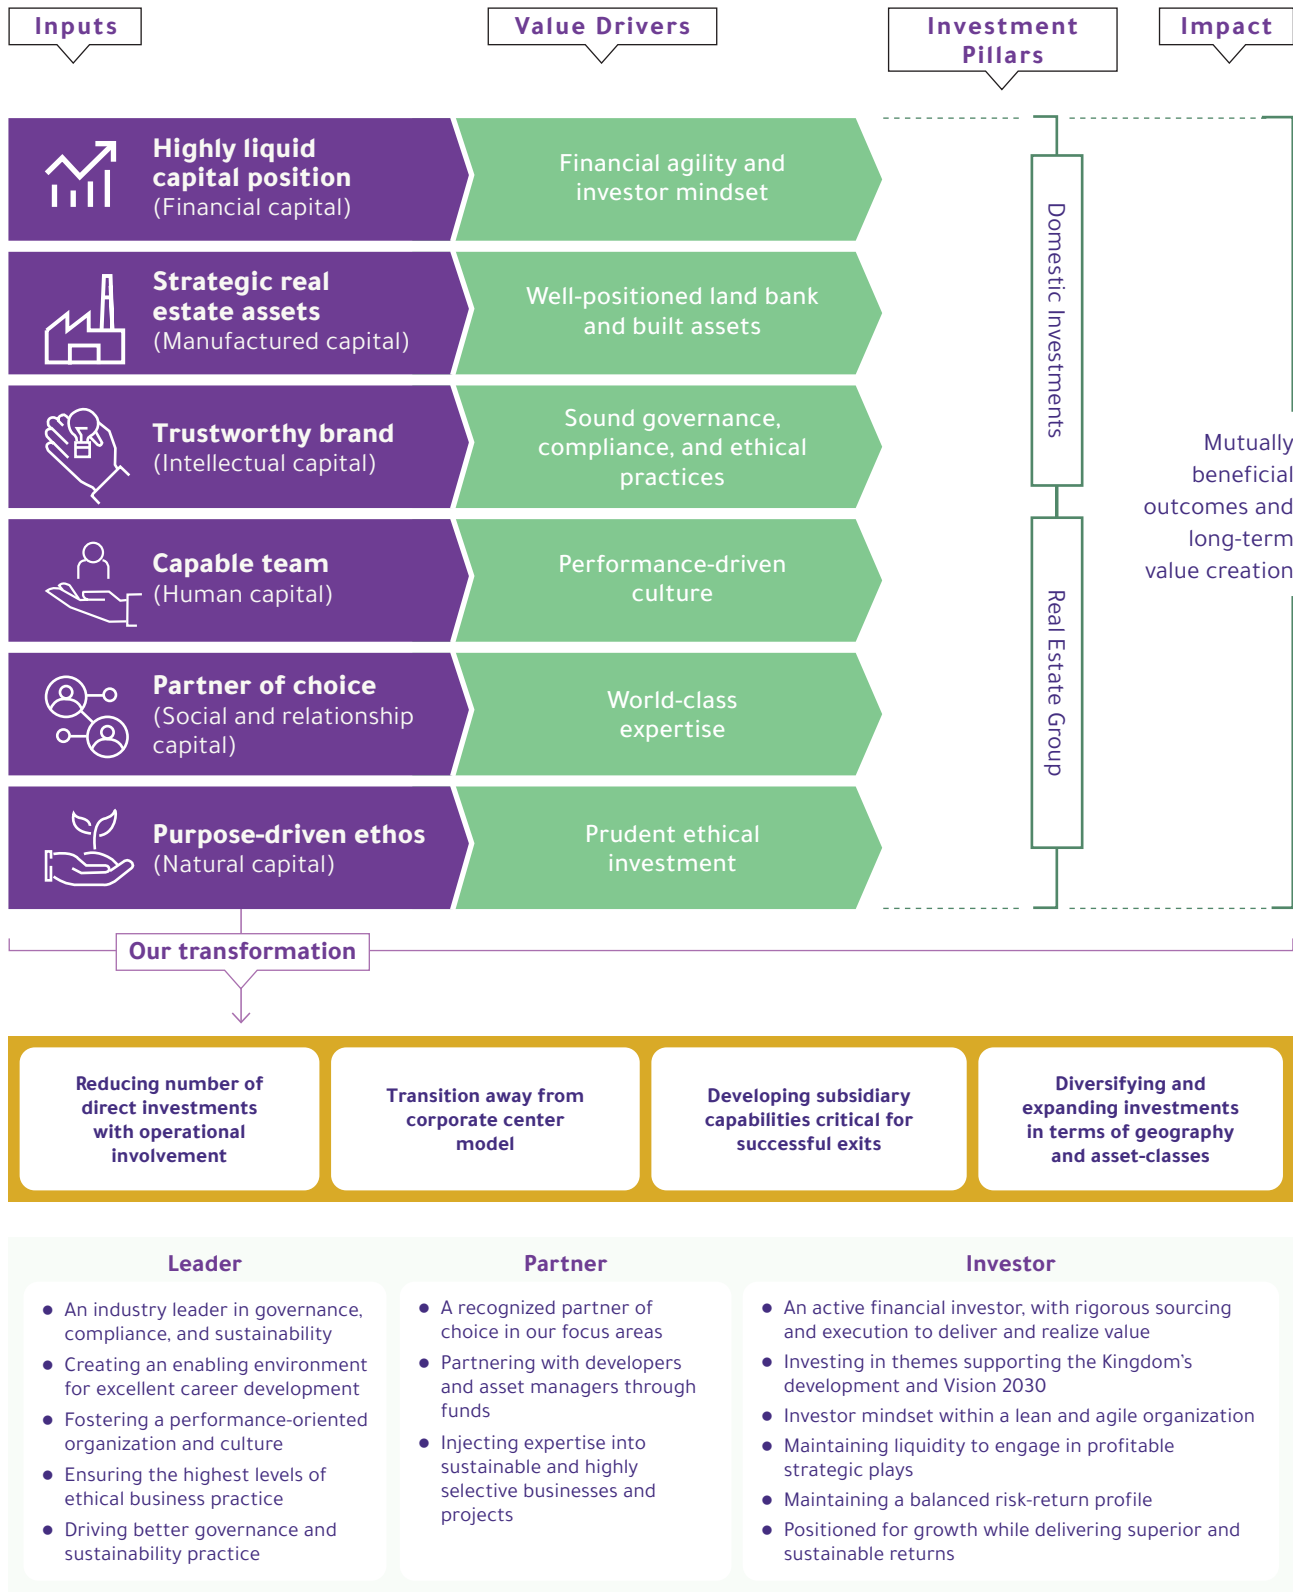 Inputs
Value Drivers
Investment
Pillars
Impact
Highly liquid
capital position
(Financial capital)
Financial agility and
investor mindset
Strategic real
estate assets
(Manufactured capital)
Well-positioned land bank
and built assets
Trustworthy brand
(Intellectual capital)
Sound governance,
compliance, and ethical
practices
Capable team
(Human capital)
Performance-driven
culture
Partner of choice
(Social and relationship
capital)
World-class
expertise
Purpose-driven ethos
(Natural capital)
Prudent ethical
investment
Domestic Investments
Real Estate Group
Mutually
beneficial
outcomes and
long-term
value creation
Our transformation
Reducing number of
direct investments
with operational
involvement
Transition away from
corporate center
model
Developing subsidiary
capabilities critical for
successful exits
Diversifying and
expanding investments
in terms of geography
and asset-classes
Leader
• An industry leader in governance,
compliance, and sustainability
• Creating an enabling environment
for excellent career development
• Fostering a performance-oriented
organization and culture
• Ensuring the highest levels of
ethical business practice
• Driving better governance and
sustainability practice
Partner
• A recognized partner of
choice in our focus areas
• Partnering with developers
and asset managers through
funds
• Injecting expertise into
sustainable and highly
selective businesses and
projects
Investor
• An active financial investor, with rigorous sourcing
and execution to deliver and realize value
• Investing in themes supporting the Kingdom's
development and Vision 2030
• Investor mindset within a lean and agile organization
• Maintaining liquidity to engage in profitable
strategic plays
• Maintaining a balanced risk-return profile
• Positioned for growth while delivering superior and
sustainable returns